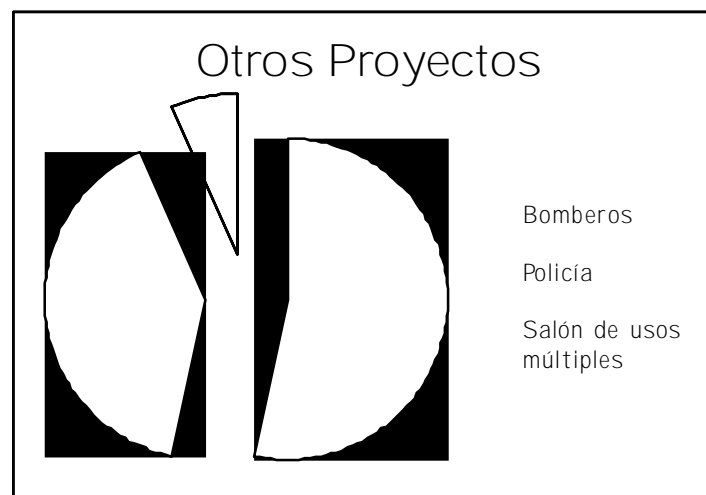 Otros Proyectos
Bomberos
Policía
Salón de usos
múltiples